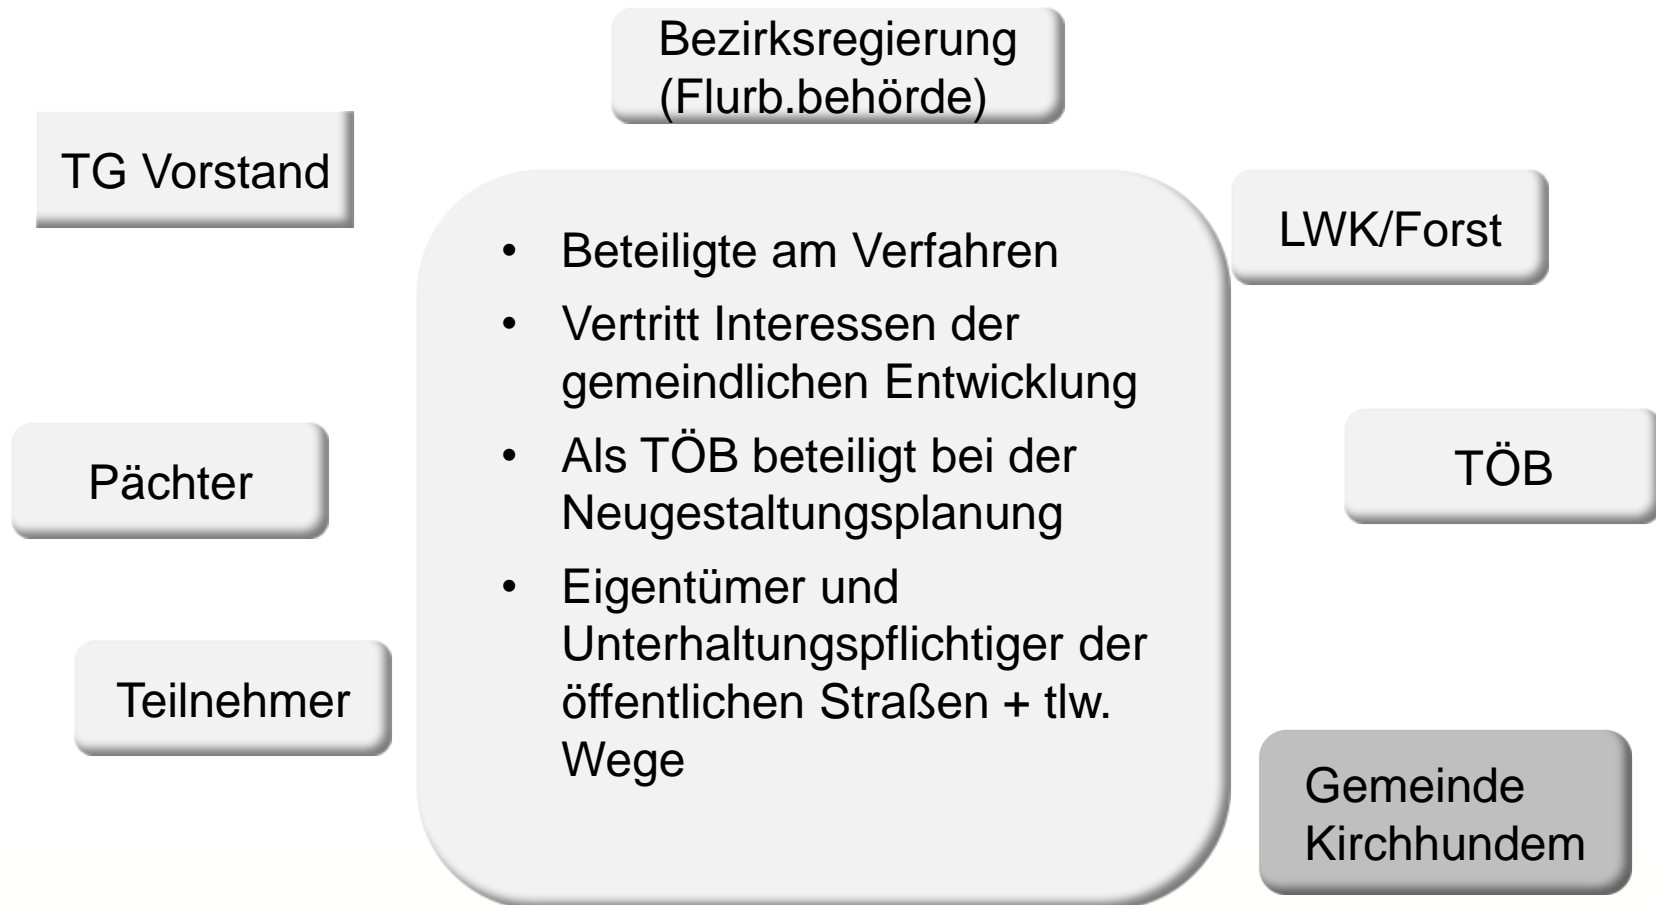 Bezirksregierung
(Flurb.behörde)
TG Vorstand
LWK/Forst
• Beteiligte am Verfahren
• Vertritt Interessen der
gemeindlichen Entwicklung
• Als TÖB beteiligt bei der
Neugestaltungsplanung
• Eigentümer und
Unterhaltungspflichtiger der
öffentlichen Straßen + tlw.
Wege
Pächter
TÖB
Teilnehmer
Gemeinde
Kirchhundem